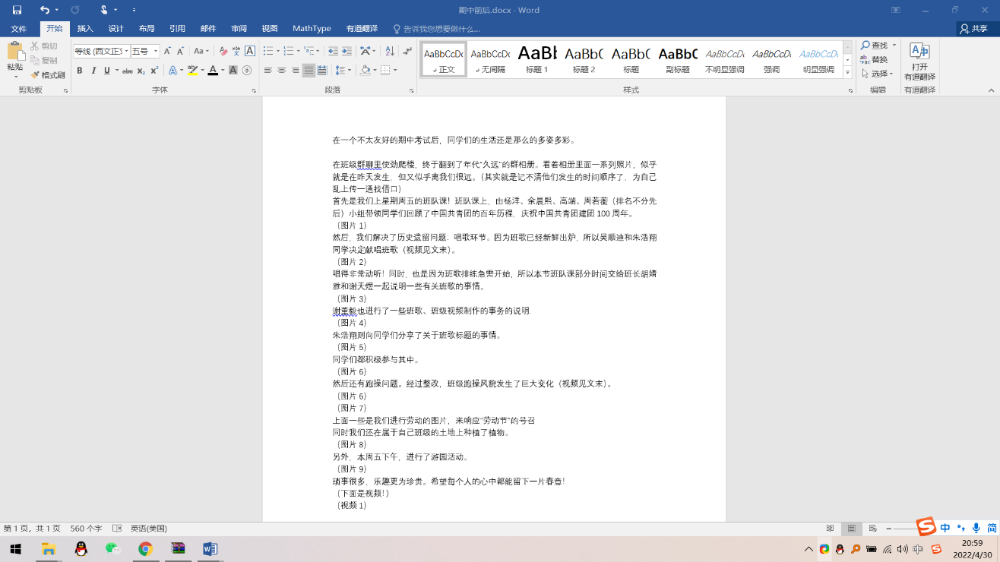 期中前后.docx - Word
文件 开始 插入 设计 布局 引用 邮件 审阅 视图 MathType 有道翻译 告诉我您想要做什么... 共享
粘贴 剪切 复制 格式刷 剪贴板
等线 (西文正 五号 字体
段落
AaBbCcDc 正文 AaBbCcDc 无间隔 AaBl 标题 1 AaBb( 标题 2 AaBb( 标题 AaBbC 副标题 AaBbCcDi 不明显强调 AaBbCcDi 强调 AaBbCcDi 明显强调 样式
查找 替换 选择 编辑
打开 有道翻译 有道翻译
在一个不太友好的期中考试后，同学们的生活还是那么的多姿多彩。
在班级群聊里使劲爬楼，终于翻到了年代“久远”的群相册。看着相册里面一系列照片，似乎
就是在昨天发生，但又似乎离我们很远。（其实就是记不清他们发生的时间顺序了，为自己
乱上传一通找借口）
首先是我们上星期周五的班队课！班队课上，由杨洋、余晨熙、高端、周若蘅（排名不分先
后）小组带领同学们回顾了中国共青团的百年历程，庆祝中国共青团建团 100 周年。
（图片 1）
然后，我们解决了历史遗留问题：唱歌环节。因为班歌已经新鲜出炉，所以吴顺迪和朱浩翔
同学决定献唱班歌（视频见文末）。
（图片 2）
唱得非常动听！同时，也是因为班歌排练急需开始，所以本节班队课部分时间交给班长胡婧
雅和谢天煜一起说明一些有关班歌的事情。
（图片 3）
谢董毅也进行了一些班歌、班级视频制作的事务的说明.
（图片 4）
朱浩翔则向同学们分享了关于班歌标题的事情。
（图片 5）
同学们都积极参与其中。
（图片 6）
然后还有跑操问题。经过整改，班级跑操风貌发生了巨大变化（视频见文末）。
（图片 6）
（图片 7）
上面一些是我们进行劳动的图片，来响应“劳动节”的号召
同时我们还在属于自己班级的土地上种植了植物。
（图片 8）
另外，本周五下午，进行了游园活动。
（图片 9）
琐事很多，乐趣更为珍贵。希望每个人的心中都能留下一片春意！
（下面是视频！）
（视频 1）
第 1 页，共 1 页 560 个字 英语(美国)
中 简
20:59
2022/4/30